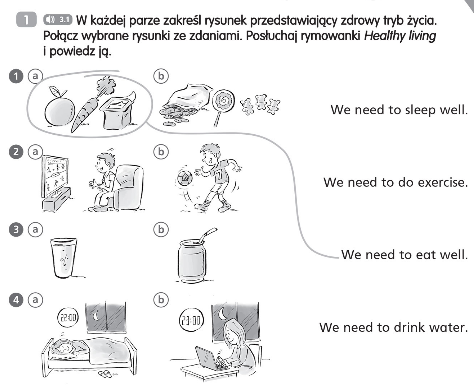 1 3.1 W każdej parze zakreśl rysunek przedstawiający zdrowy tryb życia.
Połącz wybrane rysunki ze zdaniami. Posłuchaj rymowanki Healthy living
i powiedz ją.
1 a b
We need to sleep well.
2 a b
We need to do exercise.
3 a b
We need to eat well.
4 a b
22:00 23:00
We need to drink water.